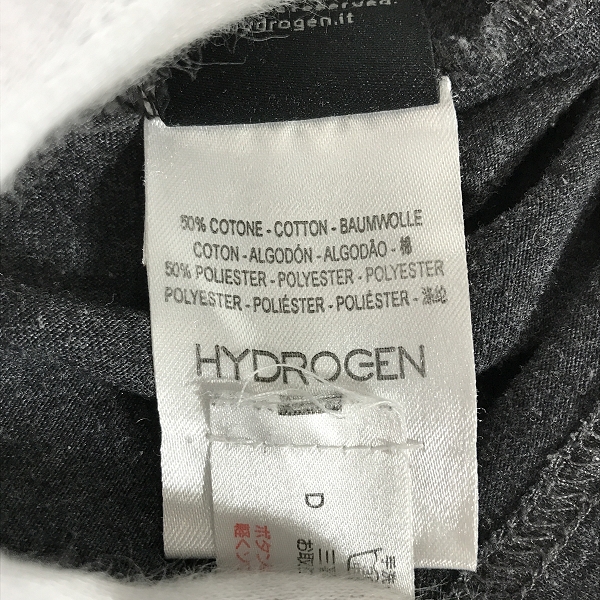 reserved.
hydrogen.it
50% COTONE - COTTON - BAUMWOLLE
COTON - ALGODÓN - ALGODÃO - 棉
50% POLIESTER - POLYESTER - POLYESTER
POLYESTER - POLIÉSTER - POLIÉSTER - 涤纶
HYDROGEN
D